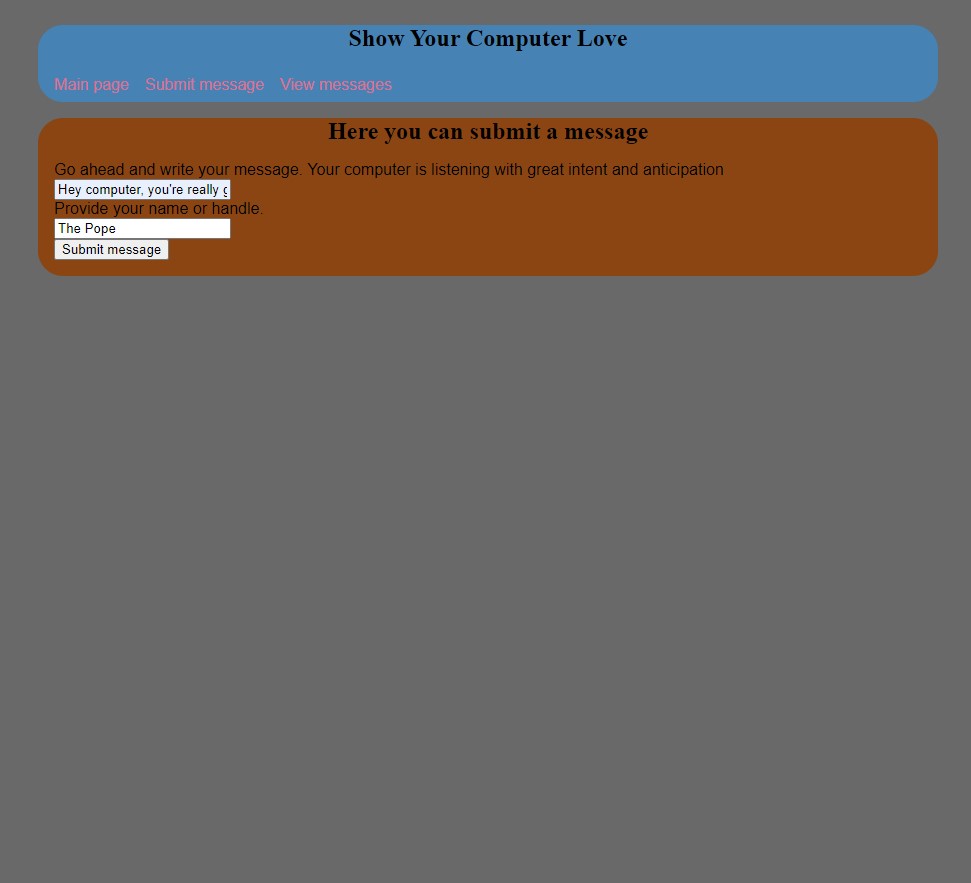 Show Your Computer Love
Main page Submit message View messages
Here you can submit a message
Go ahead and write your message. Your computer is listening with great intent and anticipation
Hey computer, you're really
Provide your name or handle.
The Pope
Submit message